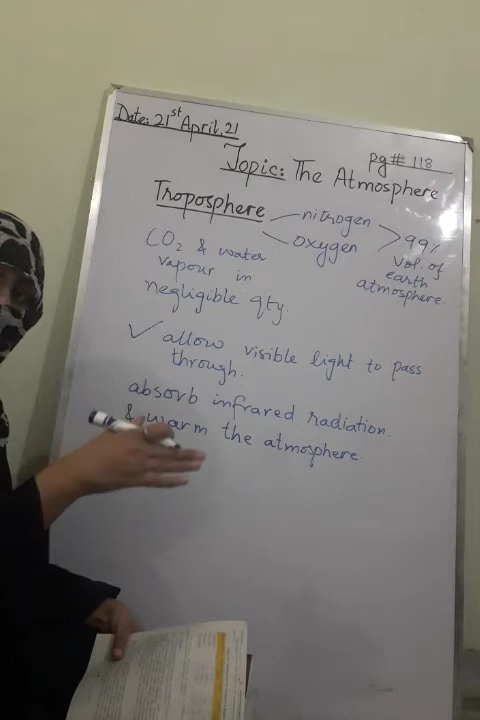 Date: 21st April.21
pg# 118
Topic: The Atmosphere
Troposphere
nitrogen
oxygen
99%
Vol. of
earth
atmosphere.
CO2 & water
vapour in
negligible qty.
✓ allow visible light to pass
through.
absorb infrared radiation.
& warm the atmosphere.